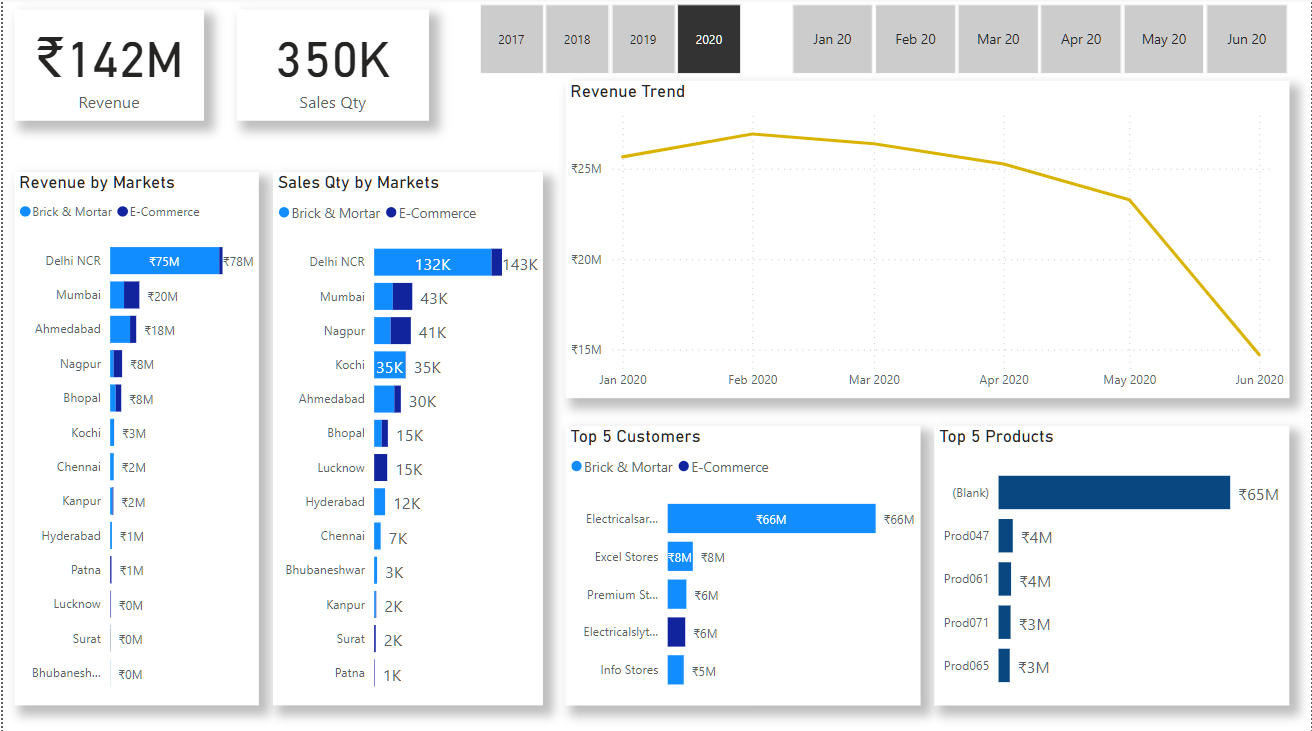 ₹142M
Revenue
350K
Sales Qty
2017 2018 2019 2020
Jan 20 Feb 20 Mar 20 Apr 20 May 20 Jun 20
Revenue Trend
₹25M
₹20M
₹15M
Jan 2020 Feb 2020 Mar 2020 Apr 2020 May 2020 Jun 2020
Revenue by Markets
Brick & Mortar E-Commerce
Delhi NCR ₹75M ₹78M
Mumbai ₹20M
Ahmedabad ₹18M
Nagpur ₹8M
Bhopal ₹8M
Kochi ₹3M
Chennai ₹2M
Kanpur ₹2M
Hyderabad ₹1M
Patna ₹1M
Lucknow ₹0M
Surat ₹0M
Bhubanesh... ₹0M
Sales Qty by Markets
Brick & Mortar E-Commerce
Delhi NCR 132K 143K
Mumbai 43K
Nagpur 41K
Kochi 35K 35K
Ahmedabad 30K
Bhopal 15K
Lucknow 15K
Hyderabad 12K
Chennai 7K
Bhubaneshwar 3K
Kanpur 2K
Surat 2K
Patna 1K
Top 5 Customers
Brick & Mortar E-Commerce
Electricalsar... ₹66M ₹66M
Excel Stores ₹8M ₹8M
Premium St... ₹6M
Electricalslyt... ₹6M
Info Stores ₹5M
Top 5 Products
(Blank) ₹65M
Prod047 ₹4M
Prod061 ₹4M
Prod071 ₹3M
Prod065 ₹3M